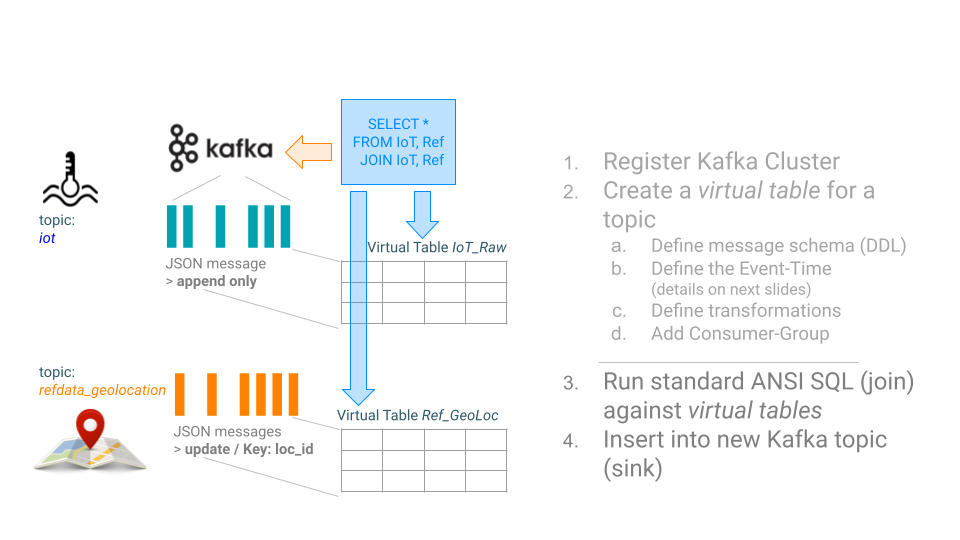 SELECT *
FROM IoT, Ref
JOIN IoT, Ref
kafka
topic:
iot
Virtual Table IoT_Raw
JSON message
> append only
topic:
refdata_geolocation
Virtual Table Ref_GeoLoc
JSON messages
> update / Key: loc_id
1. Register Kafka Cluster
2. Create a virtual table for a
topic
a. Define message schema (DDL)
b. Define the Event-Time
(details on next slides)
c. Define transformations
d. Add Consumer-Group
3. Run standard ANSI SQL (join)
against virtual tables
4. Insert into new Kafka topic
(sink)